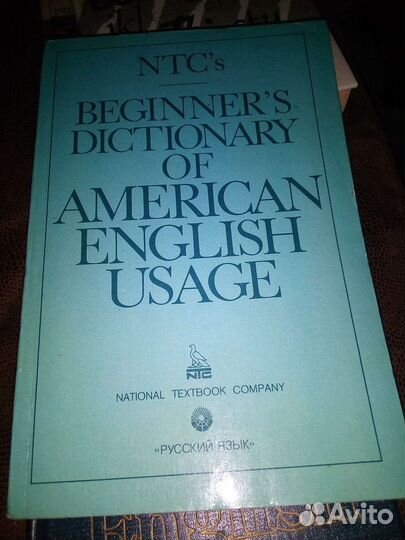 NTC's
BEGINNER'S
DICTIONARY
OF
AMERICAN
ENGLISH
USAGE
NTC
NATIONAL TEXTBOOK COMPANY
«РУССКИЙ ЯЗЫК»
Avito